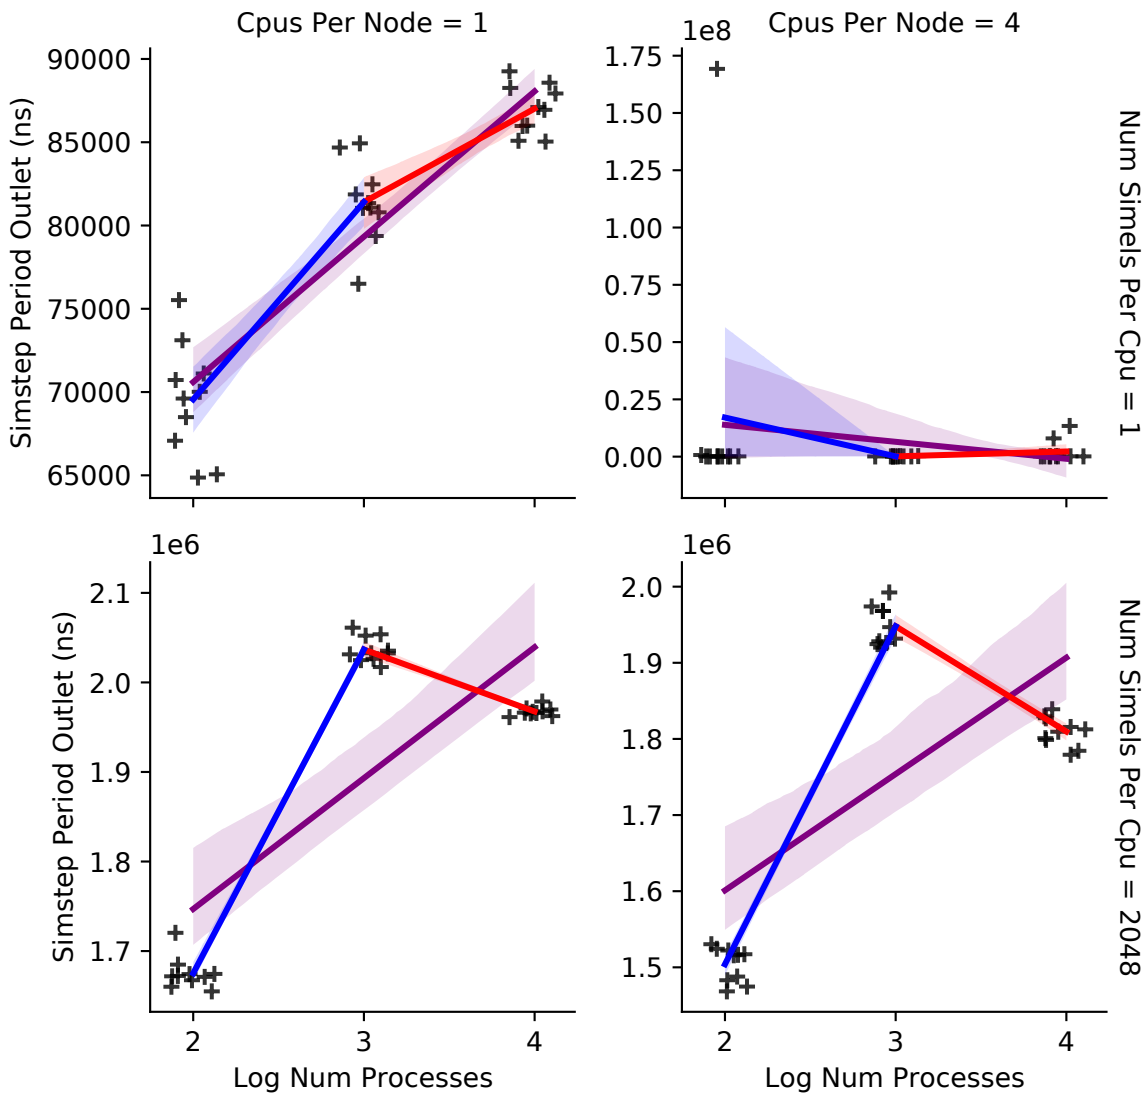 Cpus Per Node = 1
Cpus Per Node = 4
1e8
90000
85000
80000
75000
70000
65000
Simstep Period Outlet (ns)
1.75
1.50
1.25
1.00
0.75
0.50
0.25
0.00
Num Simels Per Cpu = 1
1e6
2.1
2.0
1.9
1.8
1.7
Simstep Period Outlet (ns)
2
3
4
Log Num Processes
1e6
2.0
1.9
1.8
1.7
1.6
1.5
Num Simels Per Cpu = 2048
2
3
4
Log Num Processes